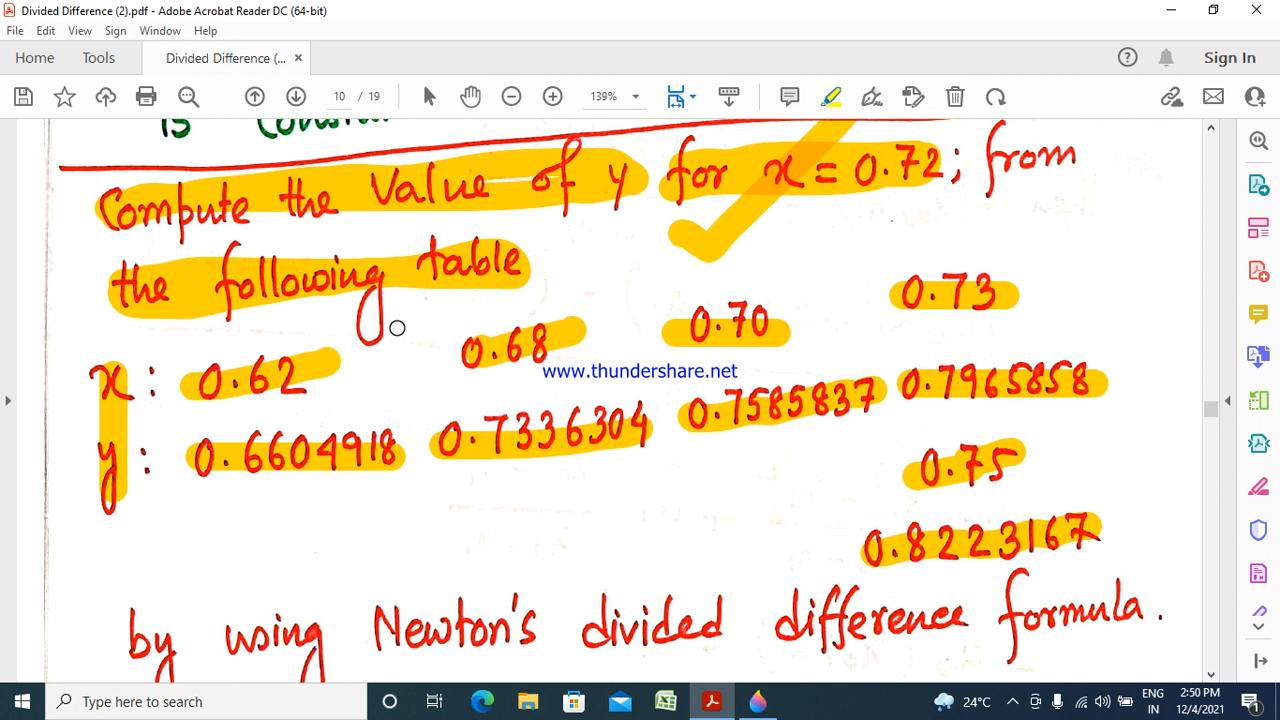 Divided Difference (2).pdf - Adobe Acrobat Reader DC (64-bit)
File Edit View Sign Window Help
Home Tools Divided Difference (... × Sign In
10 / 19 139%
is
Compute the Value of y for x = 0.72; from
the following table
x : 0.62 0.68 0.70 0.73
www.thundershare.net
y : 0.6604918 0.7336304 0.7585837 0.7965858
0.75
0.8223167
by using Newton's divided difference formula.
Type here to search
24°C ENG IN 2:50 PM 12/4/2021 1